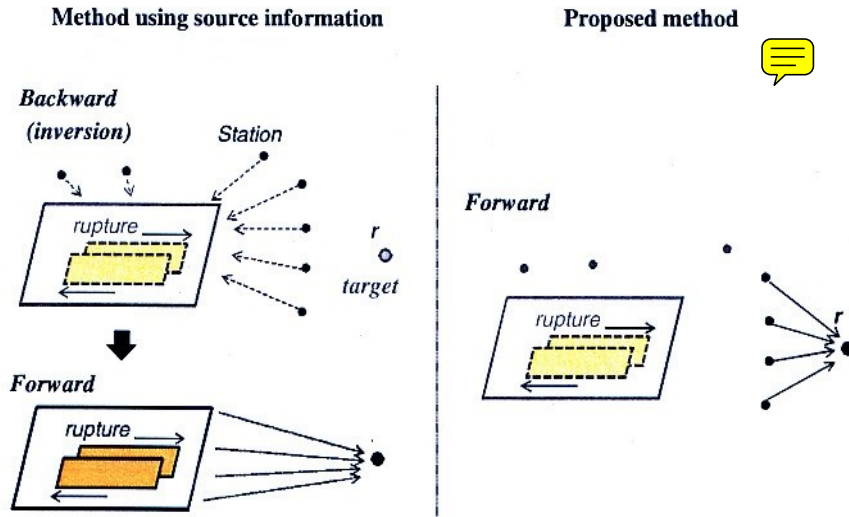 Method using source information
Backward
(inversion)
Station
rupture
r
target
Forward
rupture
Proposed method
Forward
rupture
r